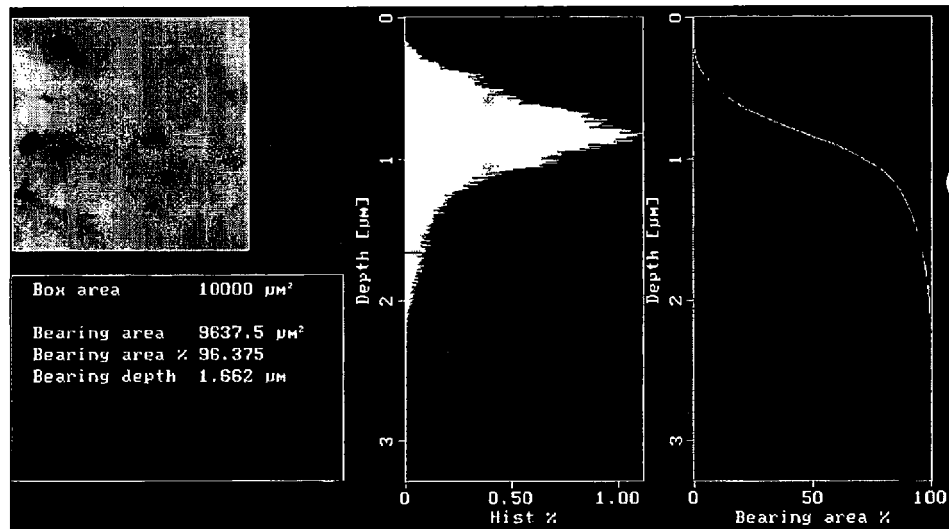 Box area 10000 µm²
Bearing area 9637.5 µm²
Bearing area % 96.375
Bearing depth 1.662 µm
0
1
2
3
Depth [µm]
0 0.50 1.00
Hist %
0
1
2
3
Depth [µm]
0 50 100
Bearing area %